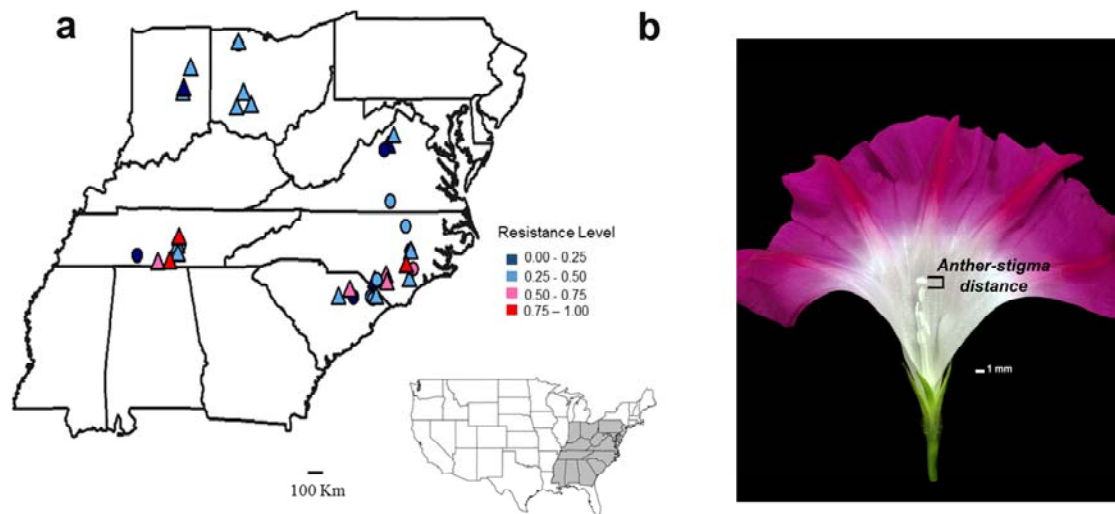 a
b
Resistance Level
0.00 - 0.25
0.25 - 0.50
0.50 - 0.75
0.75 – 1.00
100 Km
Anther-stigma
distance
1 mm